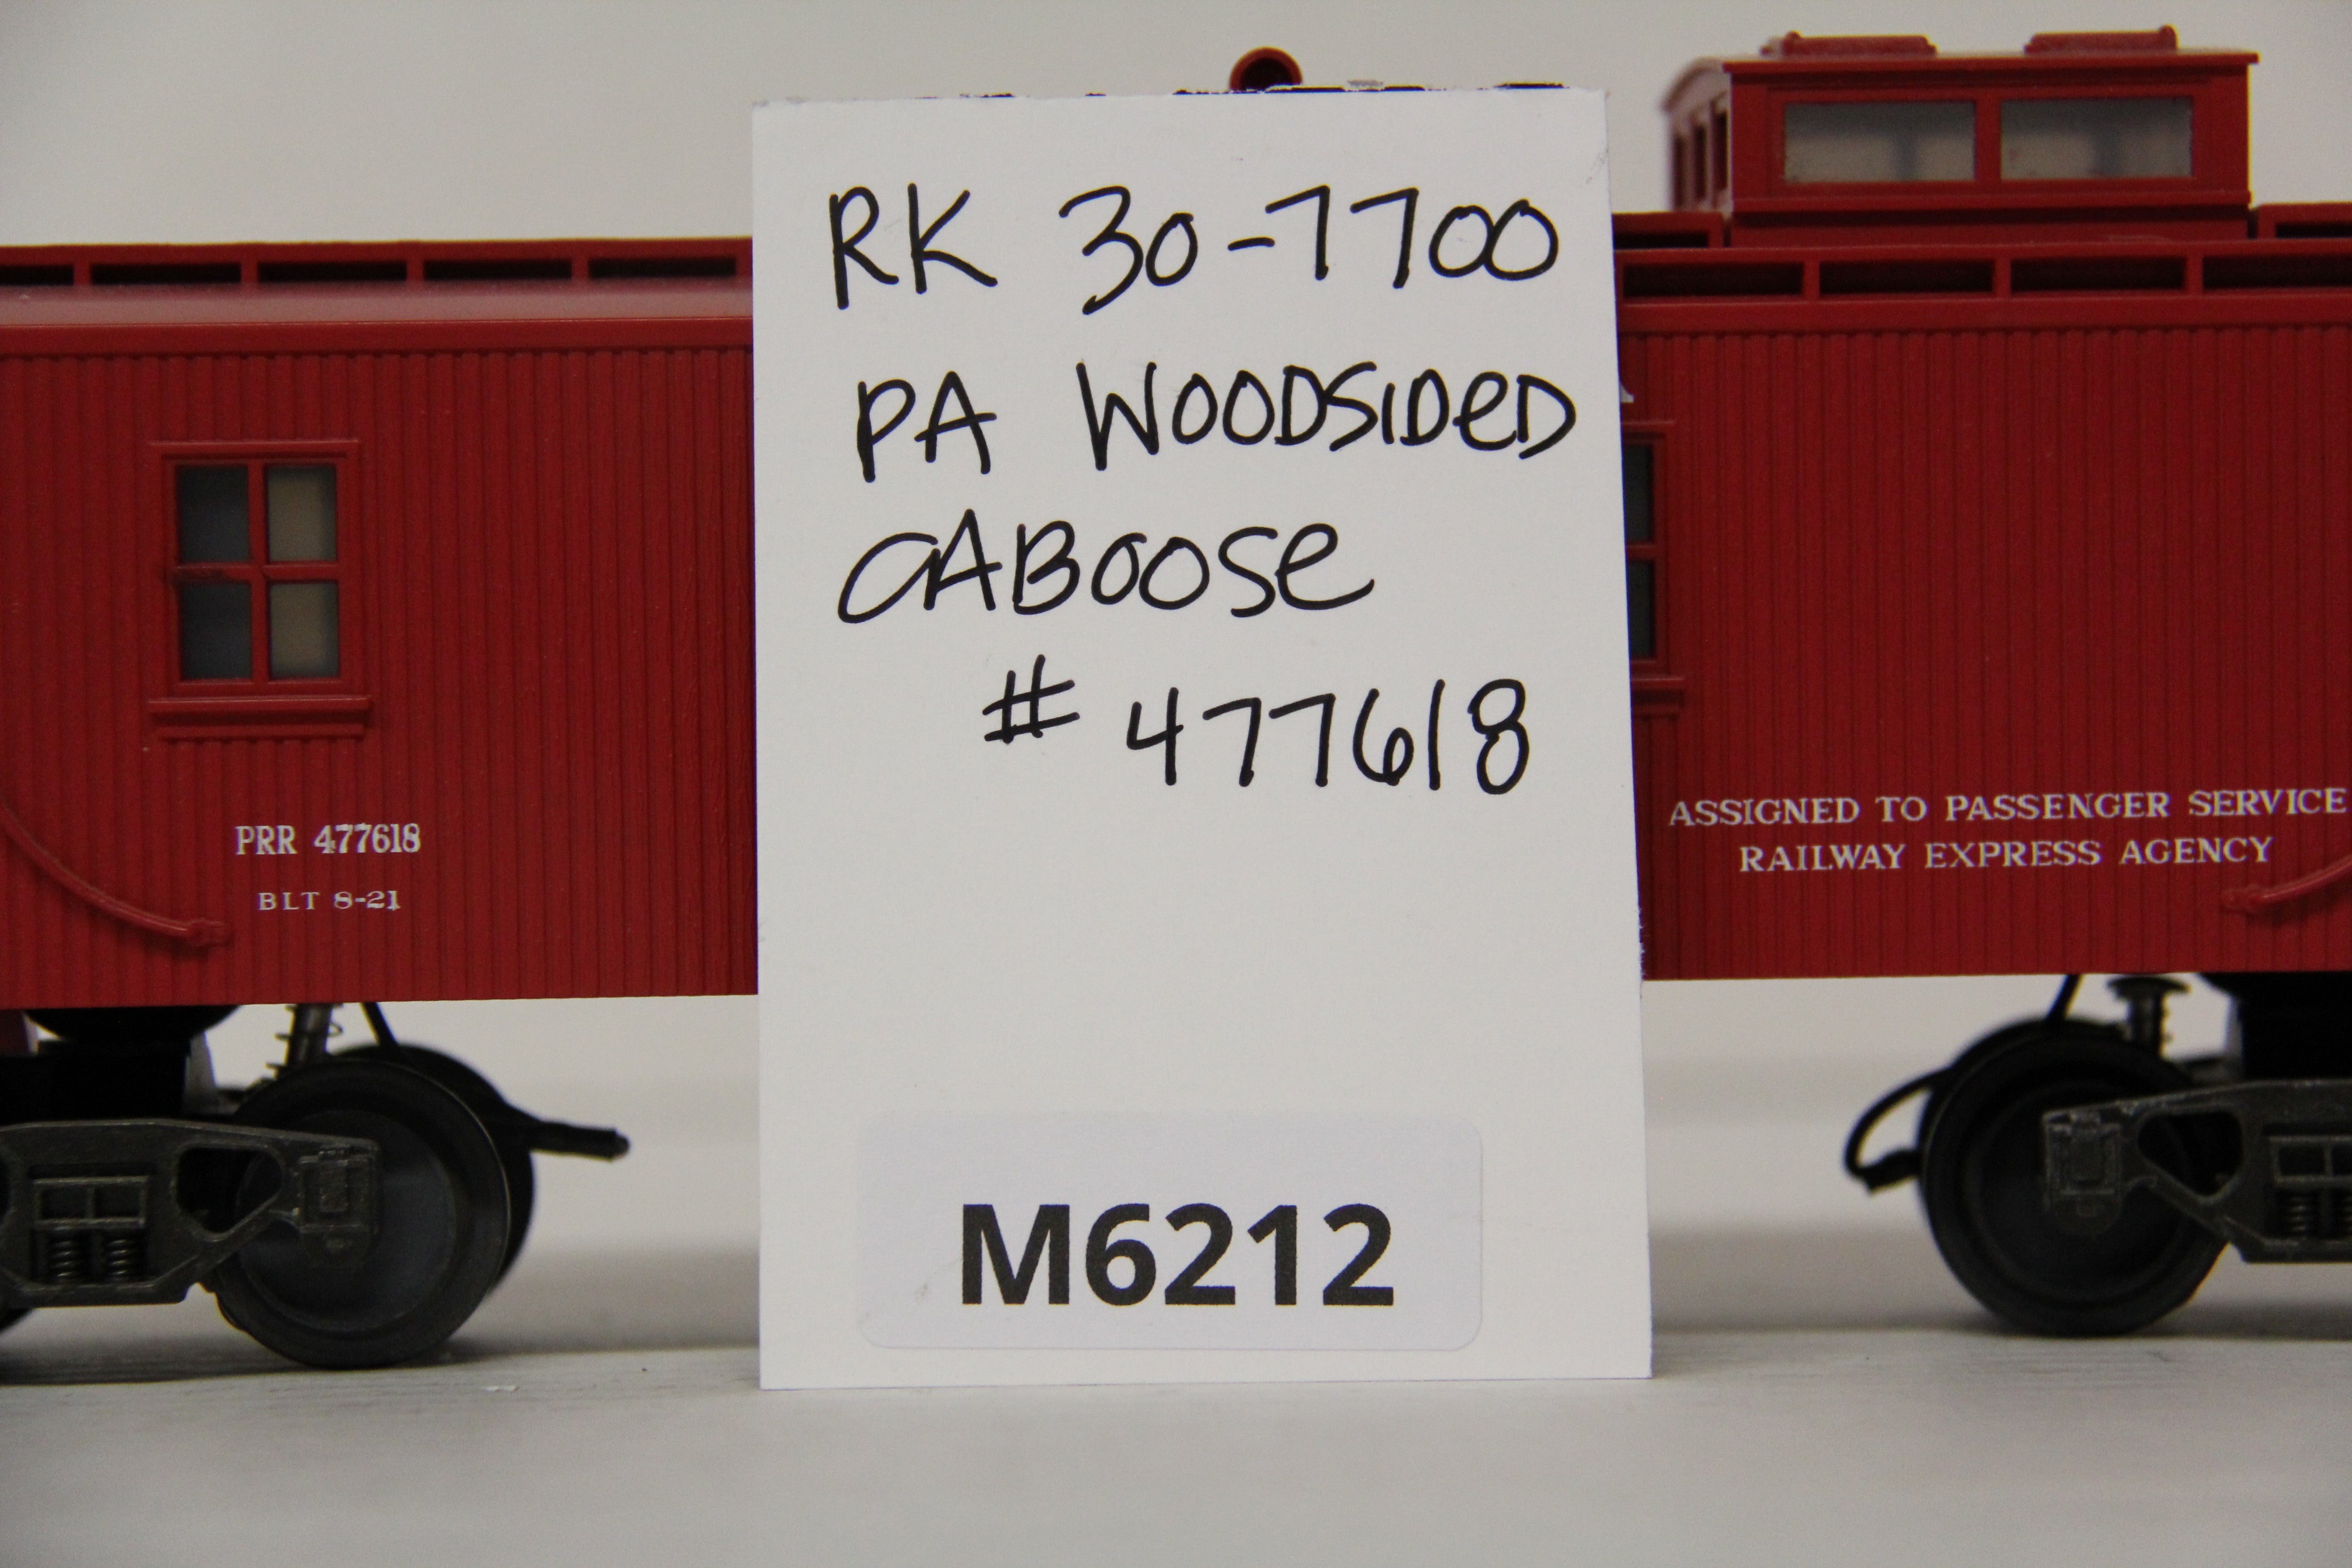 RK 30-7700
PA WOODSIDED
CABOOSE
# 477618
M6212
PRR 477618
BLT 8-21
ASSIGNED TO PASSENGER SERVICE
RAILWAY EXPRESS AGENCY